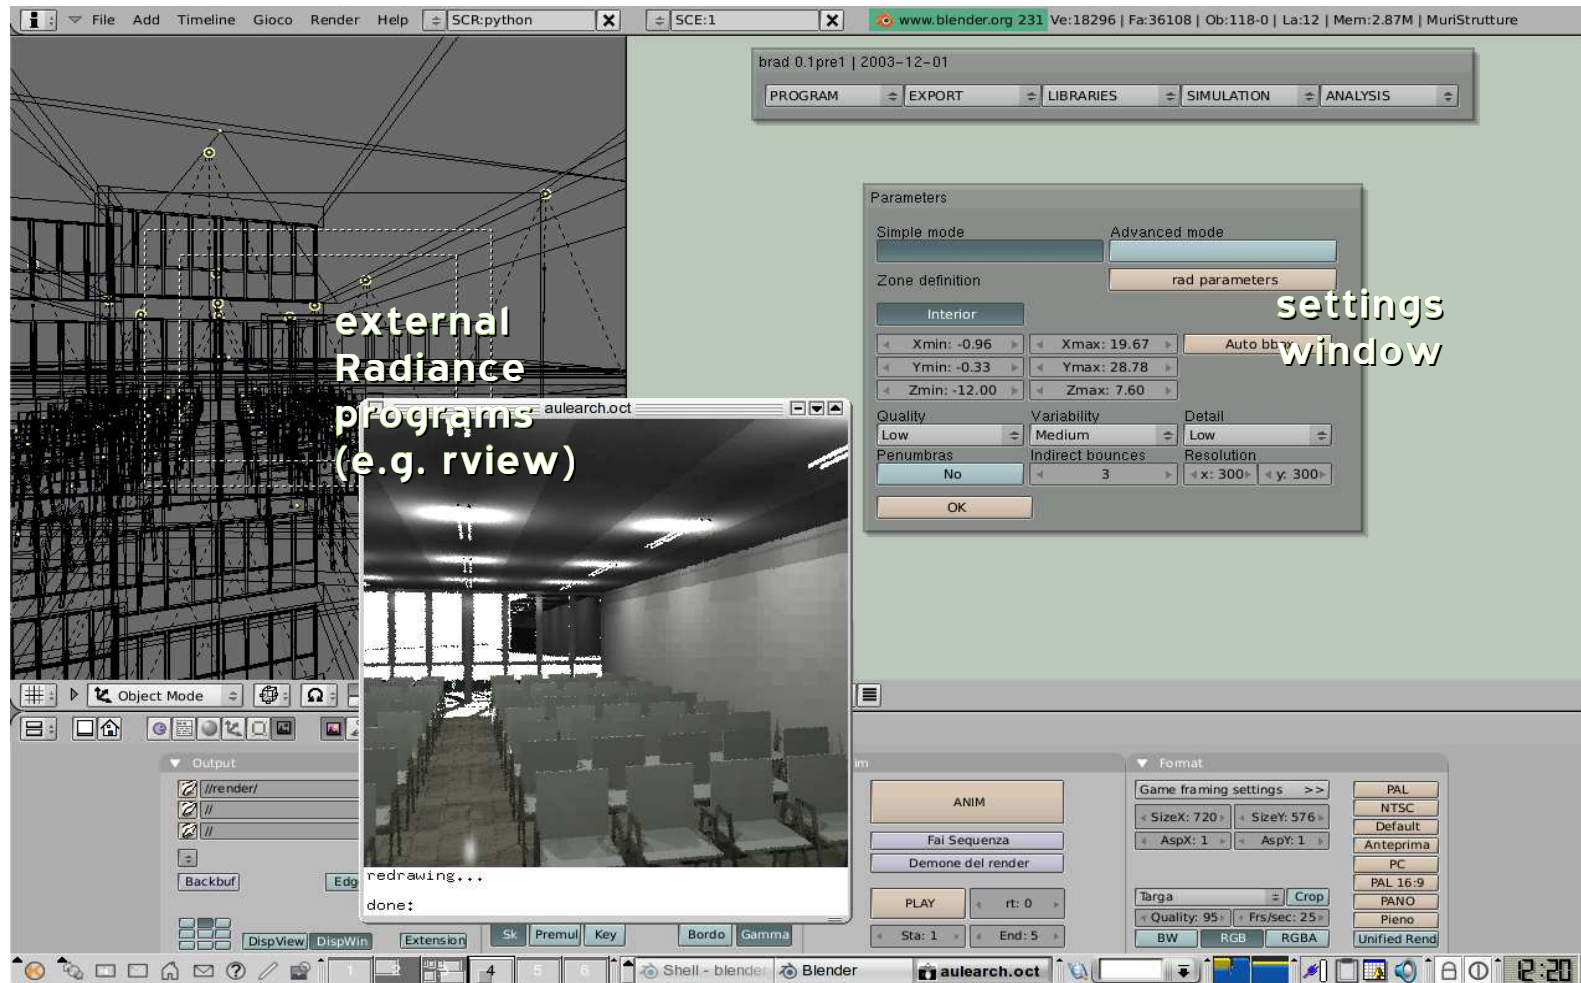 File Add Timeline Gioco Render Help SCR:python SCE:1 www.blender.org 231 Ve:18296 | Fa:36108 | Ob:118-0 | La:12 | Mem:2.87M | MuriStrutture
brad 0.1pre1 | 2003-12-01
PROGRAM EXPORT LIBRARIES SIMULATION ANALYSIS
Parameters
Simple mode Advanced mode
Zone definition rad parameters
Interior
Xmin: -0.96 Xmax: 19.67
Ymin: -0.33 Ymax: 28.78
Zmin: -12.00 Zmax: 7.60
Auto
Quality Variability Detail
Low Medium Low
Penumbras Indirect bounces Resolution
No 3 x: 300 y: 300
OK
settings
window
external
Radiance
programs
(e.g. rview)
aulearch.oct
redrawing...
done:
Object Mode
Output
//render/
//
//
Backbuf
DispView DispWin Extension
Sk Premul Key Bordo Gamma
ANIM
Fai Sequenza
Demone del render
PLAY rt: 0
Sta: 1 End: 5
Format
Game framing settings >>
SizeX: 720 SizeY: 576
AspX: 1 AspY: 1
Targa Crop
Quality: 95 Frs/sec: 25
BW RGB RGBA
PAL
NTSC
Default
Anteprima
PC
PAL 16:9
PANO
Pieno
Unified Rend
1 2 3 4 5 6 Shell - blender Blender aulearch.oct 12:20